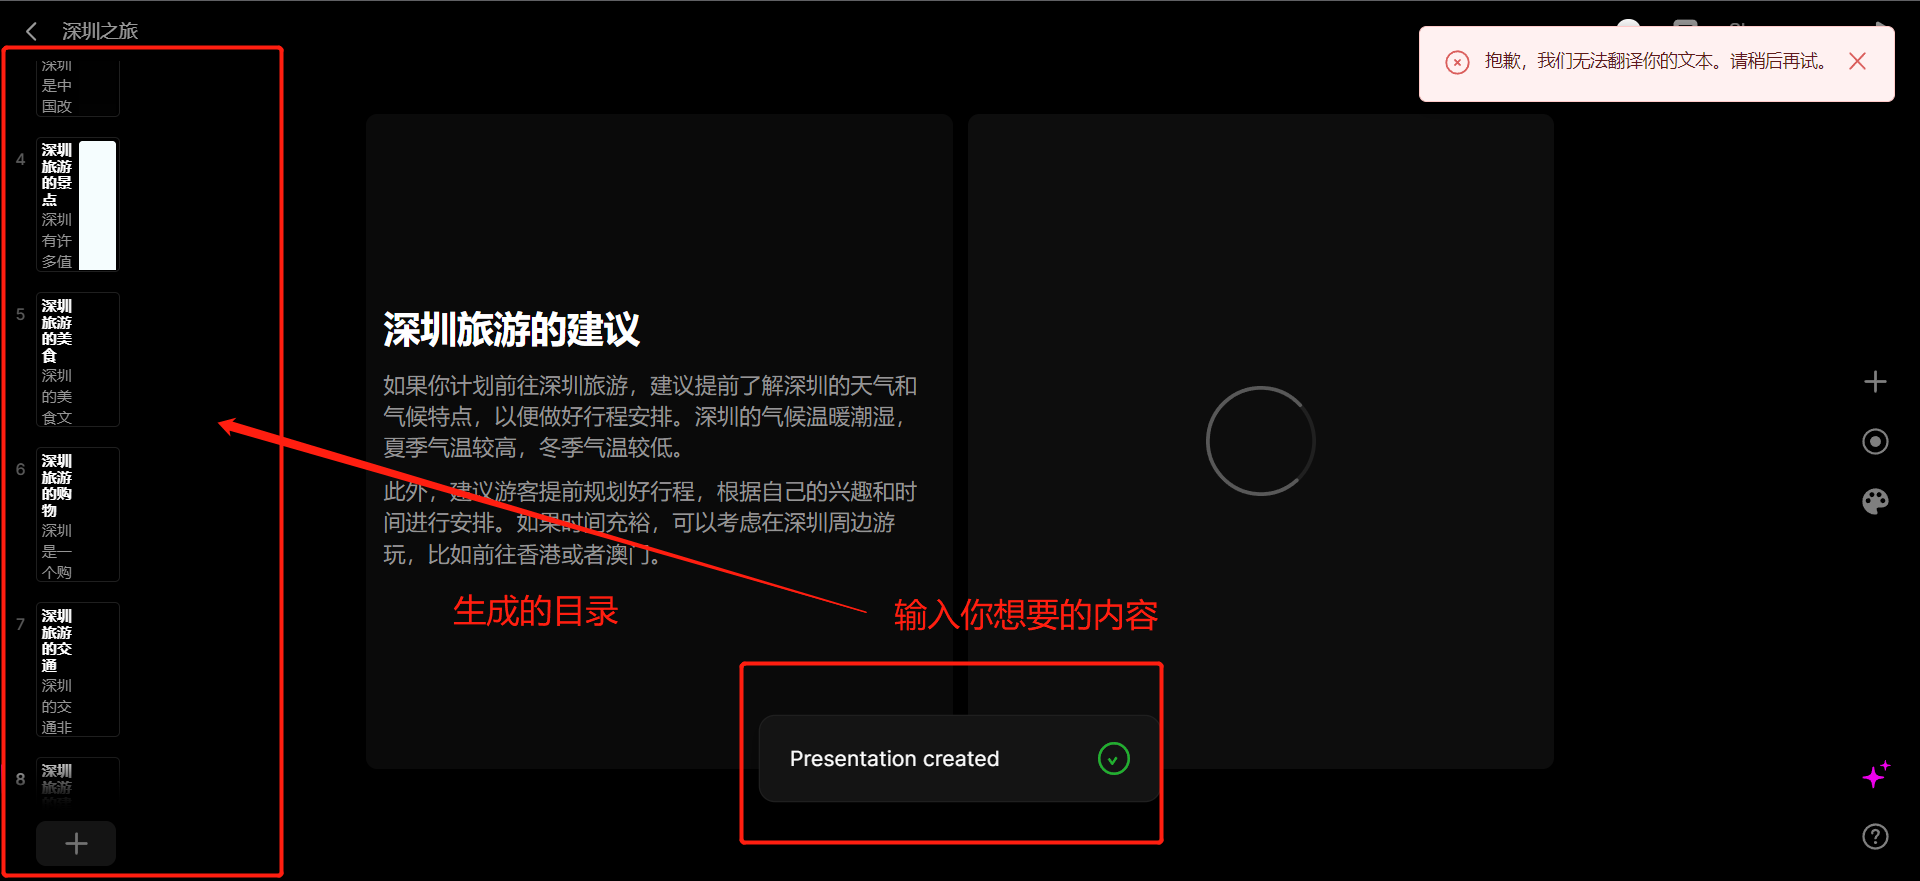 深圳之旅
抱歉，我们无法翻译你的文本。请稍后再试。
深圳
是中
国改
4
深圳
旅游
的景
点
深圳
有许
多值
5
深圳
旅游
的美
食
深圳
的美
食文
6
深圳
旅游
的购
物
深圳
是一
个购
7
深圳
旅游
的交
通
深圳
的交
通非
8
深圳
旅游
深圳旅游的建议
如果你计划前往深圳旅游，建议提前了解深圳的天气和
气候特点，以便做好行程安排。深圳的气候温暖潮湿，
夏季气温较高，冬季气温较低。
此外，建议游客提前规划好行程，根据自己的兴趣和时
间进行安排。如果时间充裕，可以考虑在深圳周边游
玩，比如前往香港或者澳门。
生成的目录
输入你想要的内容
Presentation created